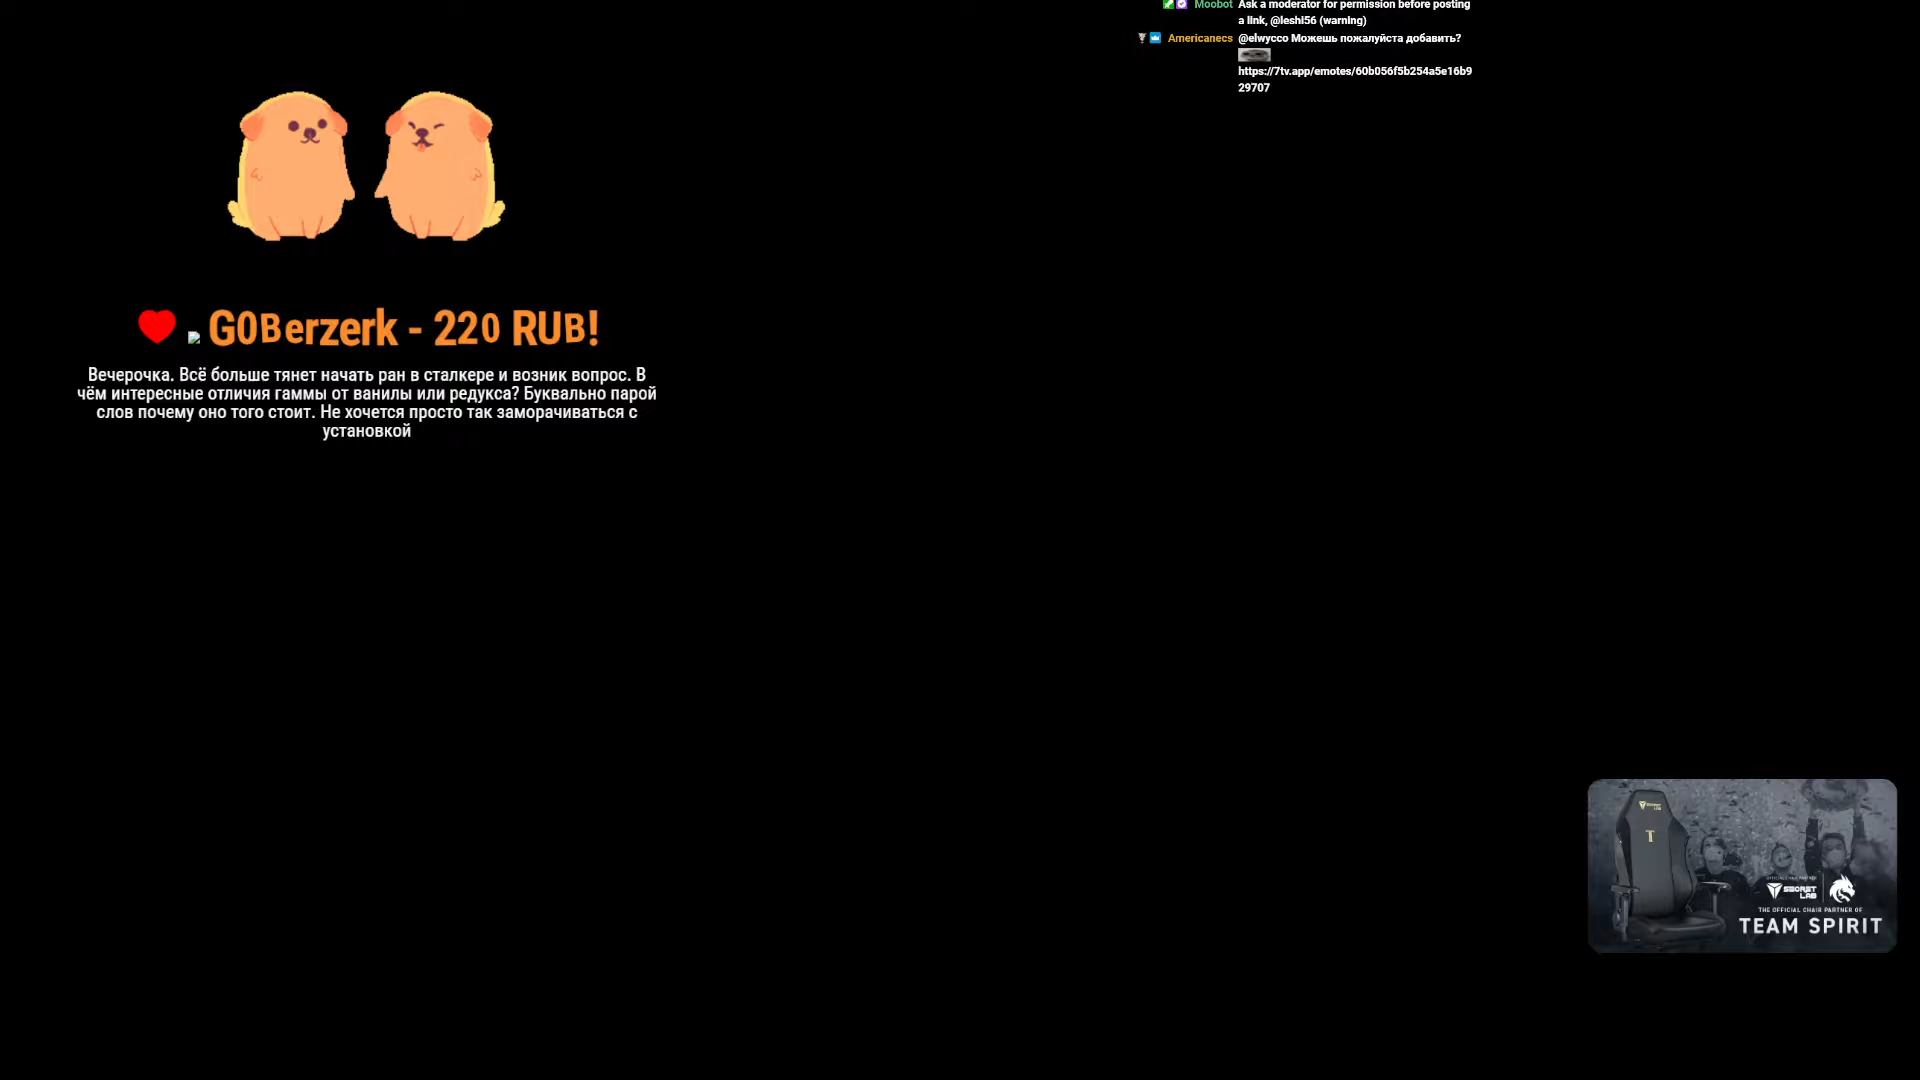 Moobot Ask a moderator for permission before posting
a link, @leshi56 (warning)
Americanecs @elwycco Можешь пожалуйста добавить?
https://7tv.app/emotes/60b056f5b254a5e16b9
29707
G0Berzerk - 220 RUB!
Вечерочка. Всё больше тянет начать ран в сталкере и возник вопрос. В
чём интересные отличия гаммы от ванилы или редукса? Буквально парой
слов почему оно того стоит. Не хочется просто так заморачиваться с
установкой
SECRET
LAB
THE OFFICIAL CHAIR PARTNER OF
TEAM SPIRIT